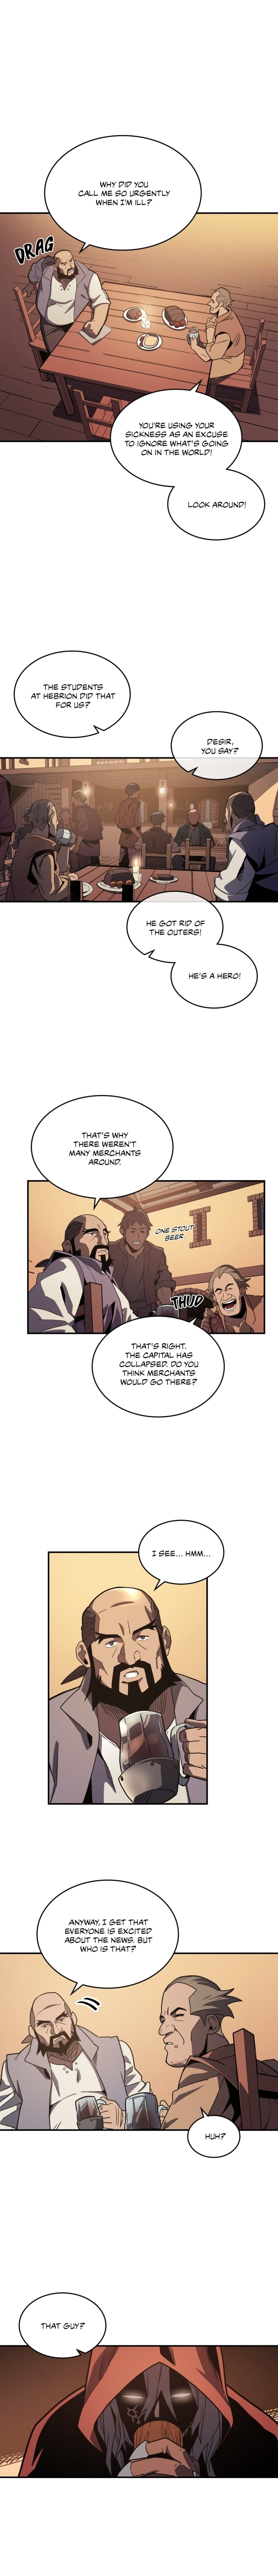 WHY DID YOU
CALL ME SO URGENTLY
WHEN I'M ILL?
DRAG
YOU'RE USING YOUR
SICKNESS AS AN EXCUSE
TO IGNORE WHAT'S GOING
ON IN THE WORLD!
LOOK AROUND!
THE STUDENTS
AT HEBRION DID THAT
FOR US?
DESIR,
YOU SAY?
HE GOT RID OF
THE OUTERS!
HE'S A HERO!
THAT'S WHY
THERE WEREN'T
MANY MERCHANTS
AROUND.
ONE STOUT
BEER
THUD
THAT'S RIGHT.
THE CAPITAL HAS
COLLAPSED. DO YOU
THINK MERCHANTS
WOULD GO THERE?
I SEE... HMM...
ANYWAY, I GET THAT
EVERYONE IS EXCITED
ABOUT THE NEWS. BUT
WHO IS THAT?
HUH?
THAT GUY?